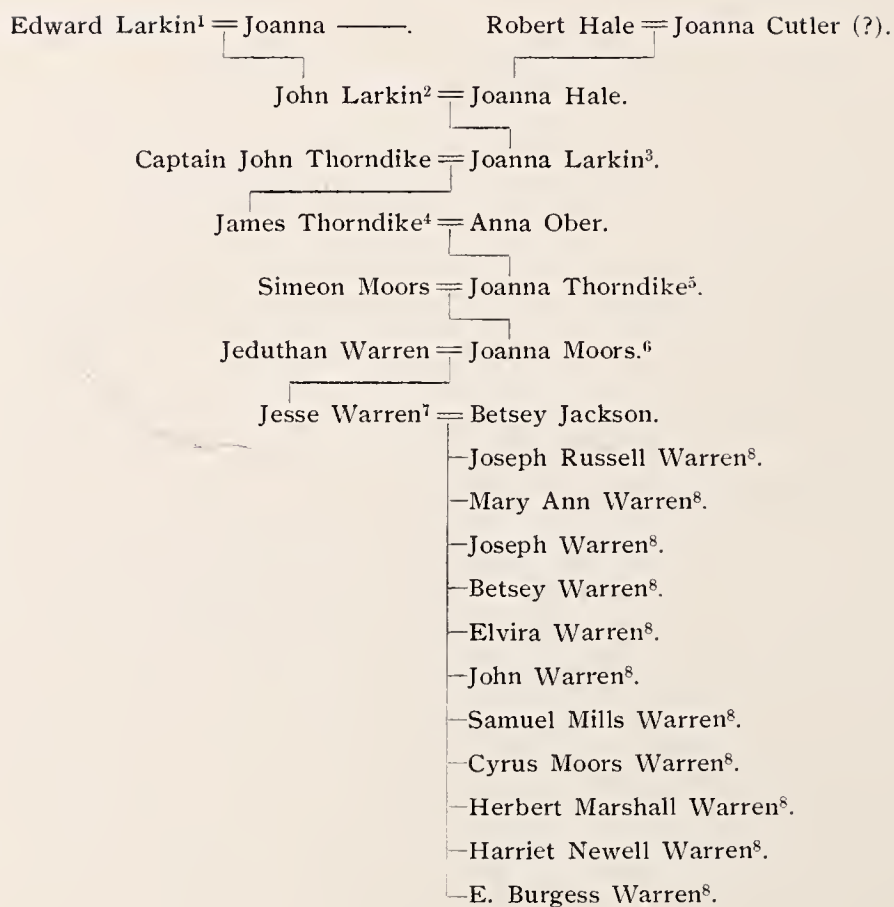 Edward Larkin¹ = Joanna ———. Robert Hale = Joanna Cutler (?).
John Larkin² = Joanna Hale.
Captain John Thorndike = Joanna Larkin³.
James Thorndike⁴ = Anna Ober.
Simeon Moors = Joanna Thorndike⁵.
Jeduthan Warren = Joanna Moors.⁶
Jesse Warren⁷ = Betsey Jackson.
Joseph Russell Warren⁸.
Mary Ann Warren⁸.
Joseph Warren⁸.
Betsey Warren⁸.
Elvira Warren⁸.
John Warren⁸.
Samuel Mills Warren⁸.
Cyrus Moors Warren⁸.
Herbert Marshall Warren⁸.
Harriet Newell Warren⁸.
E. Burgess Warren⁸.